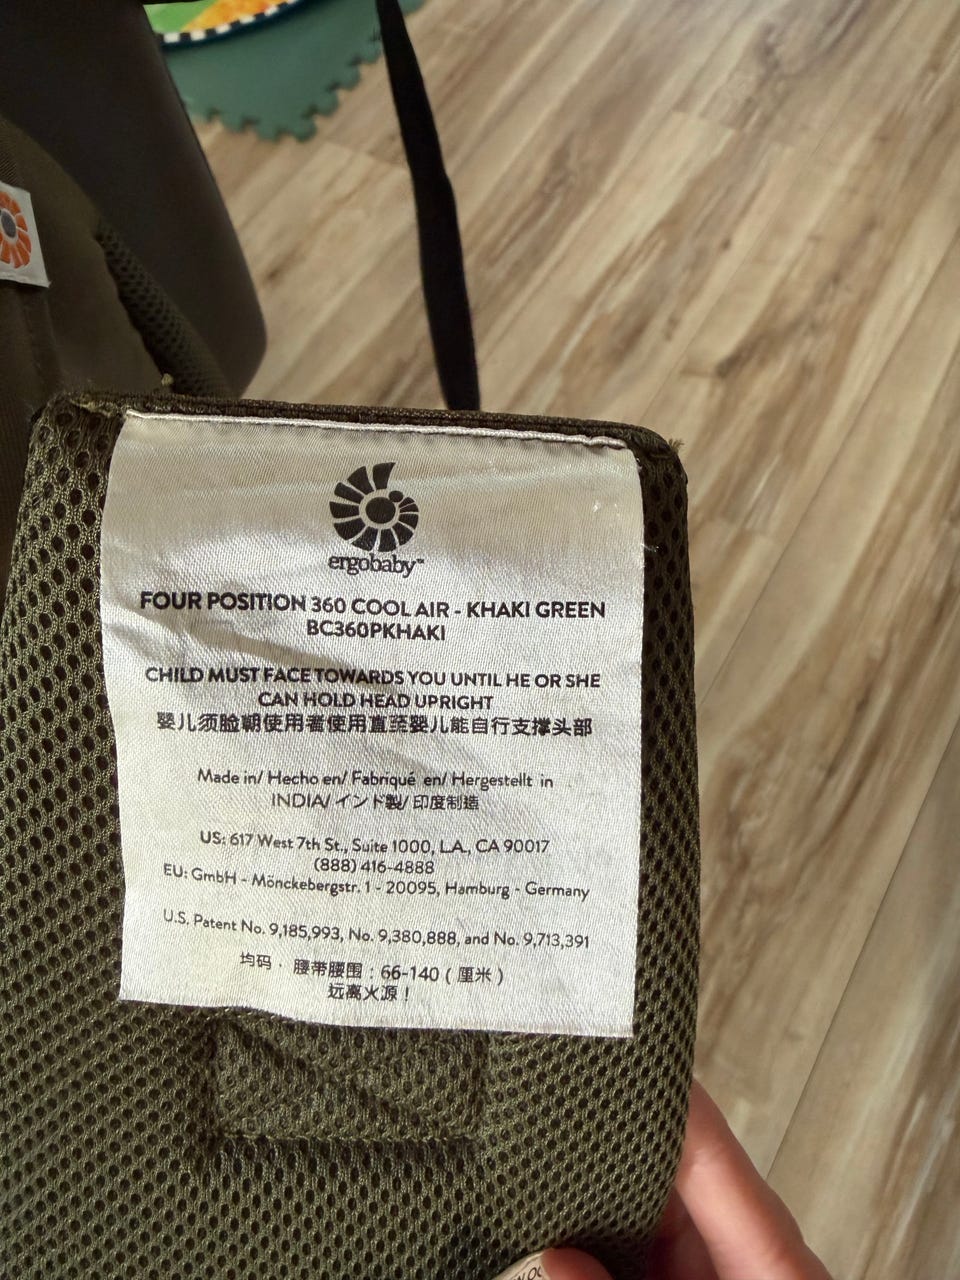 ergobaby™
FOUR POSITION 360 COOL AIR - KHAKI GREEN
BC360PKHAKI
CHILD MUST FACE TOWARDS YOU UNTIL HE OR SHE
CAN HOLD HEAD UPRIGHT
婴儿须脸朝使用者使用直至婴儿能自行支撑头部
Made in/ Hecho en/ Fabriqué en/ Hergestellt in
INDIA/ インド製/ 印度制造
US: 617 West 7th St., Suite 1000, L.A., CA 90017
(888) 416-4888
EU: GmbH - Mönckebergstr. 1 - 20095, Hamburg - Germany
U.S. Patent No. 9,185,993, No. 9,380,888, and No. 9,713,391
均码 · 腰带腰围：66-140（厘米）
远离火源！